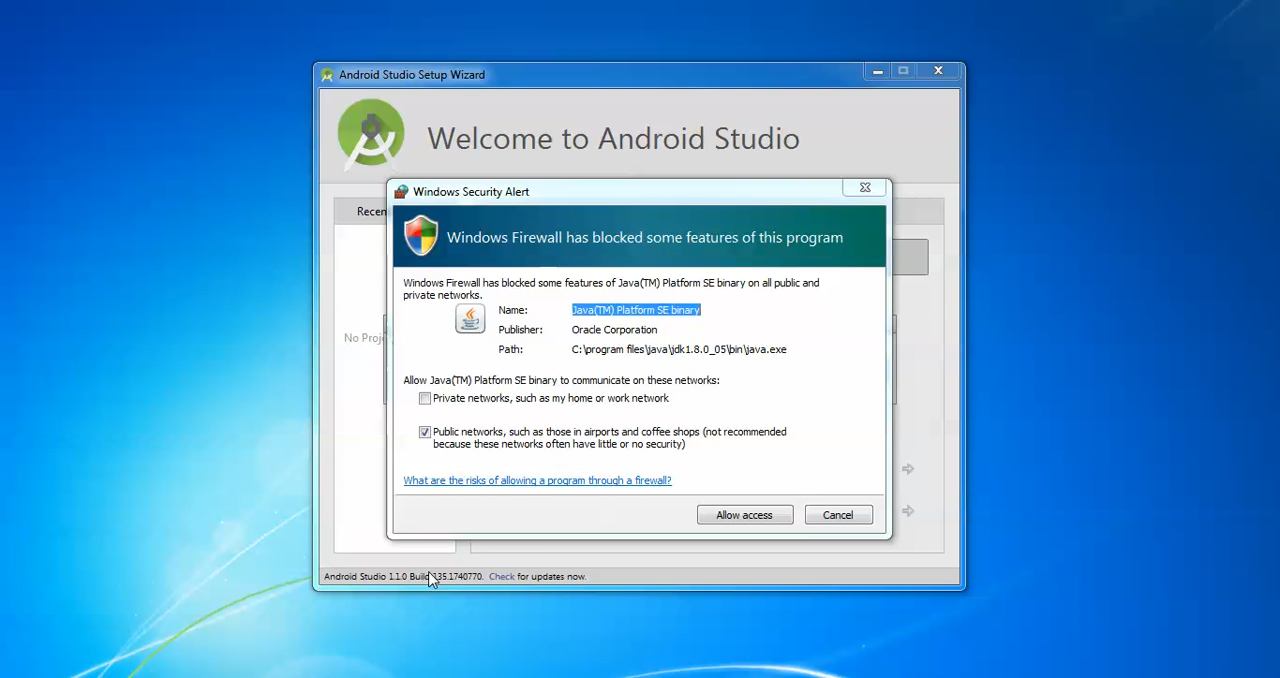 Android Studio Setup Wizard
Welcome to Android Studio
Windows Security Alert
Recen
Windows Firewall has blocked some features of this program
Windows Firewall has blocked some features of Java(TM) Platform SE binary on all public and
private networks.
Name: Java(TM) Platform SE binary
Publisher: Oracle Corporation
No Proj
Path: C:\program files\java\jdk1.8.0_05\bin\java.exe
Allow Java(TM) Platform SE binary to communicate on these networks:
Private networks, such as my home or work network
Public networks, such as those in airports and coffee shops (not recommended
because these networks often have little or no security)
What are the risks of allowing a program through a firewall?
Allow access Cancel
Android Studio 1.1.0 Build 135.1740770. Check for updates now.